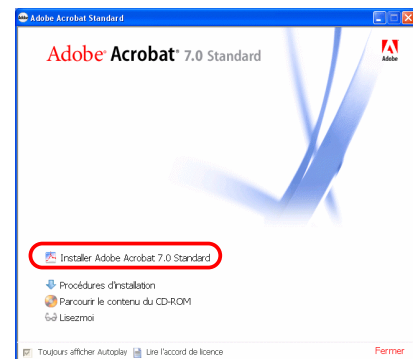 Adobe Acrobat Standard
Adobe® Acrobat® 7.0 Standard
Adobe
Installer Adobe Acrobat 7.0 Standard
Procédures d'installation
Parcourir le contenu du CD-ROM
Lisezmoi
Toujours afficher Autoplay Lire l'accord de licence Fermer